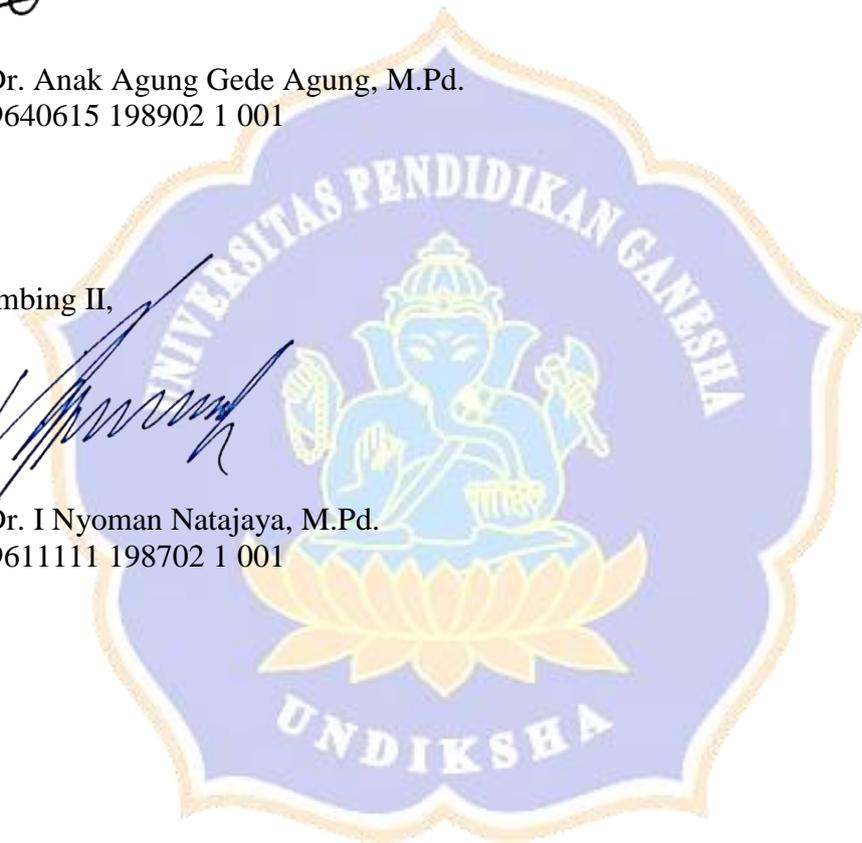 Dr. Anak Agung Gede Agung, M.Pd.
9640615 198902 1 001
UNIVERSITAS PENDIDIKAN GANESHA
mbing II,
Dr. I Nyoman Natajaya, M.Pd.
9611111 198702 1 001
UNDIKSHA